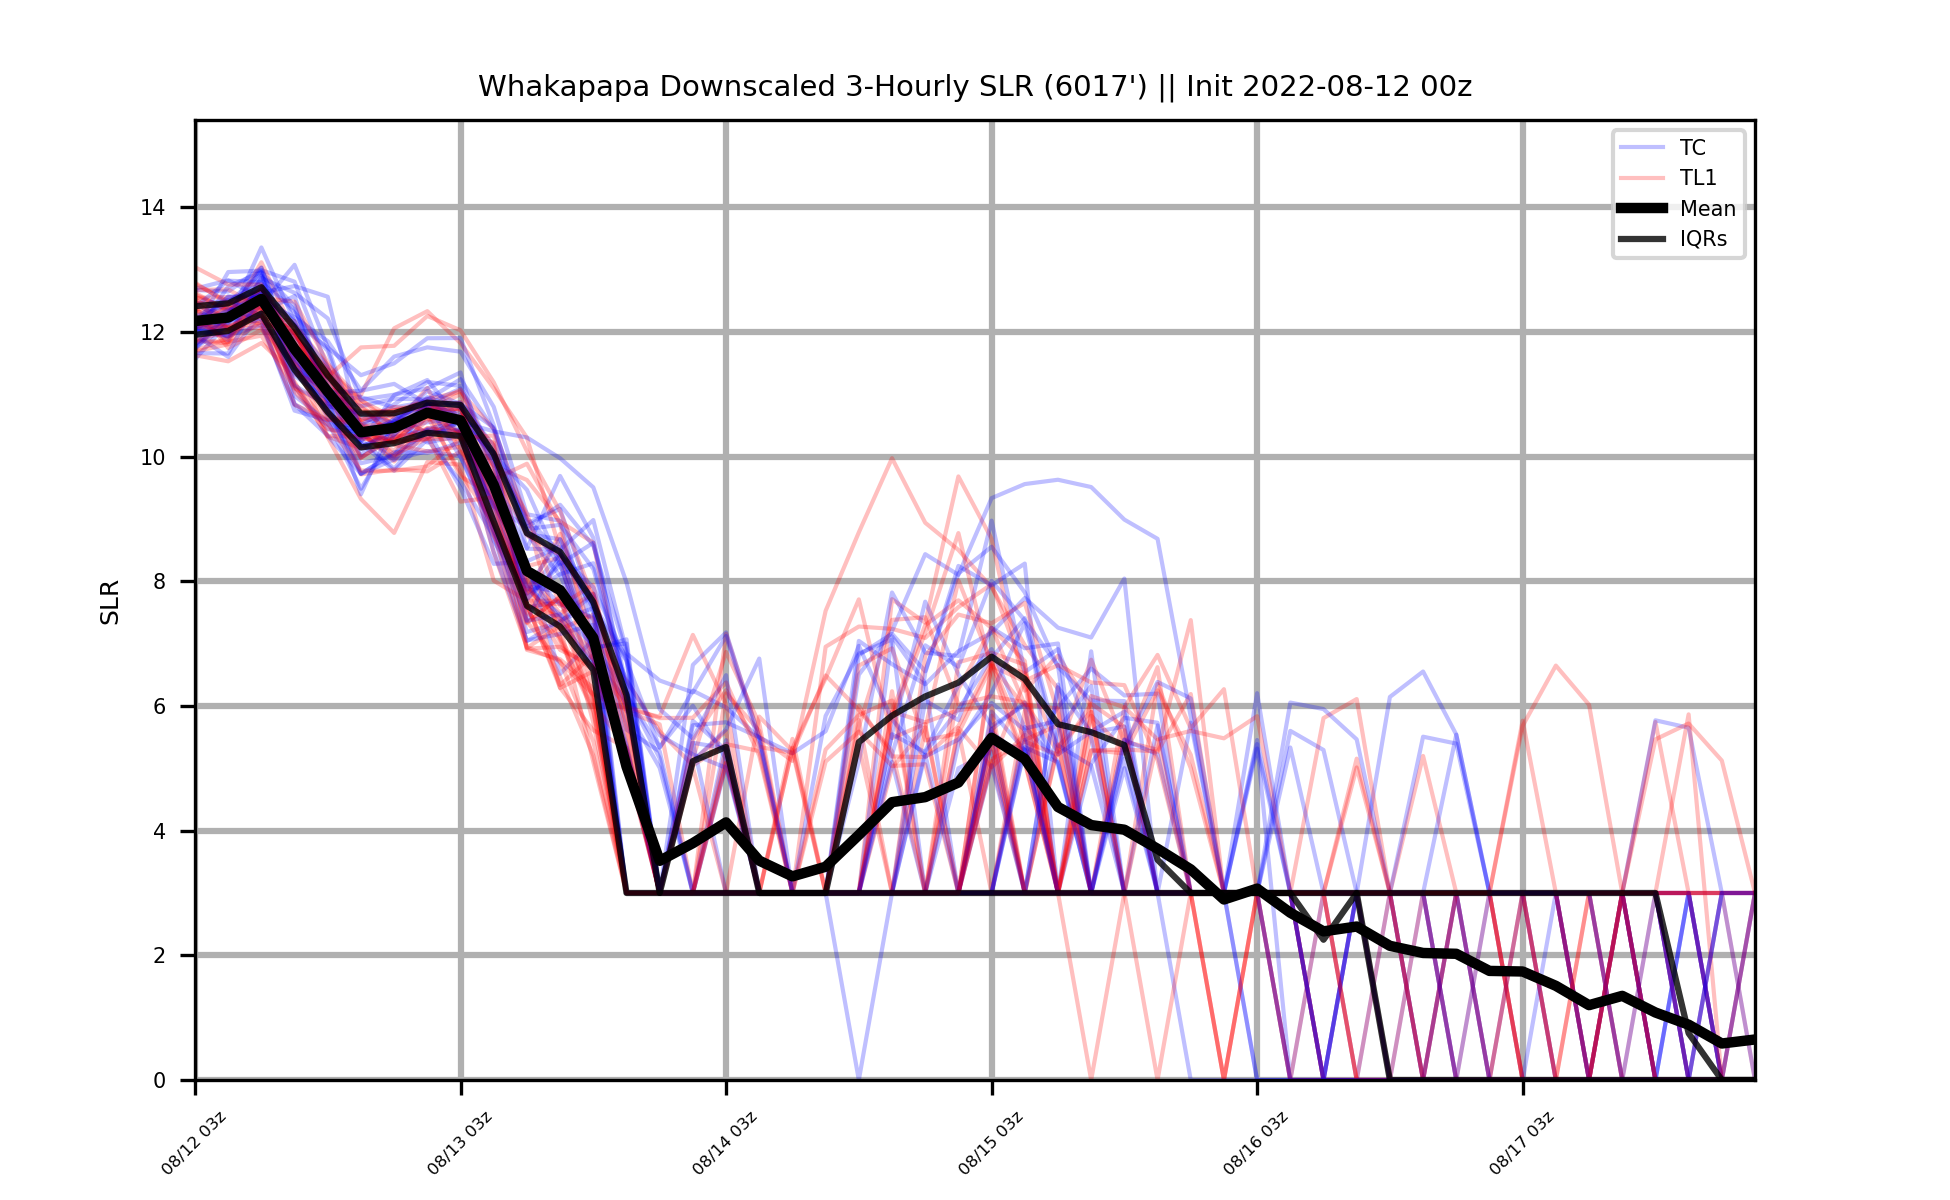 Whakapapa Downscaled 3-Hourly SLR (6017') || Init 2022-08-12 00z
TC
TL1
Mean
IQRs
SLR
14
12
10
8
6
4
2
0
08/12 03z
08/13 03z
08/14 03z
08/15 03z
08/16 03z
08/17 03z